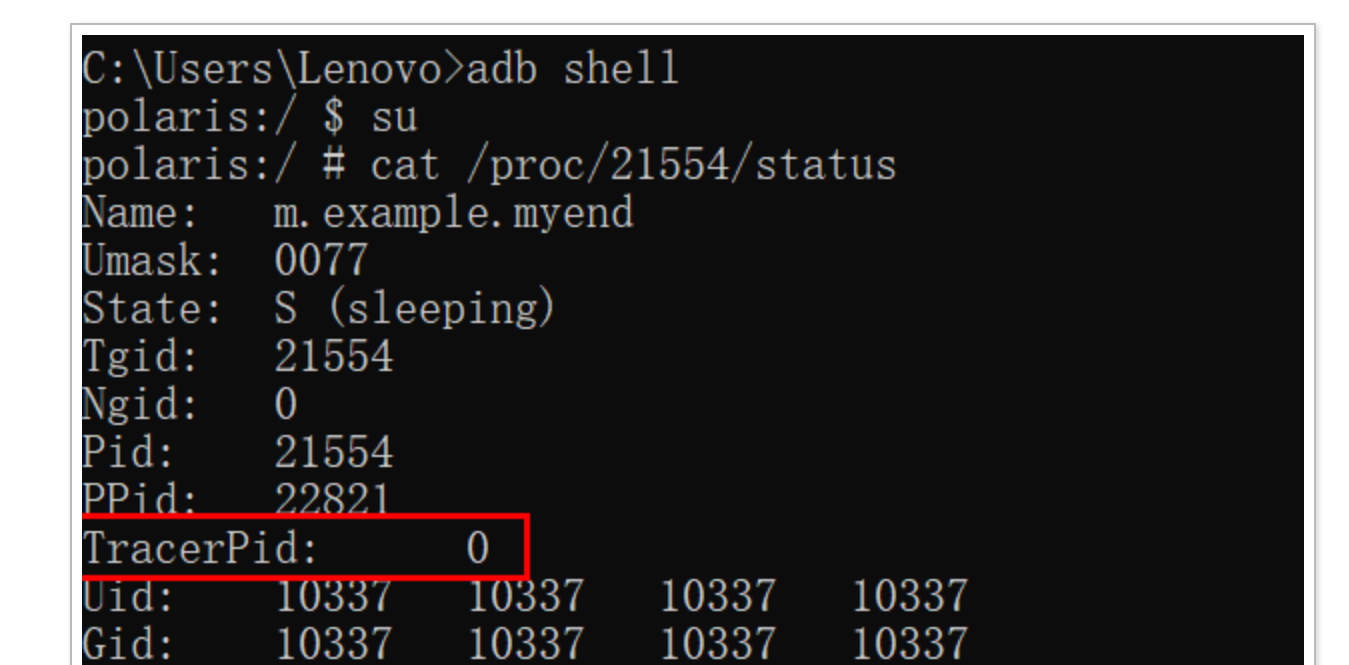 C:\Users\Lenovo>adb shell
polaris:/ $ su
polaris:/ # cat /proc/21554/status
Name:   m.example.myend
Umask:  0077
State:  S (sleeping)
Tgid:   21554
Ngid:   0
Pid:    21554
PPid:   22821
TracerPid:      0
Uid:    10337   10337   10337   10337
Gid:    10337   10337   10337   10337